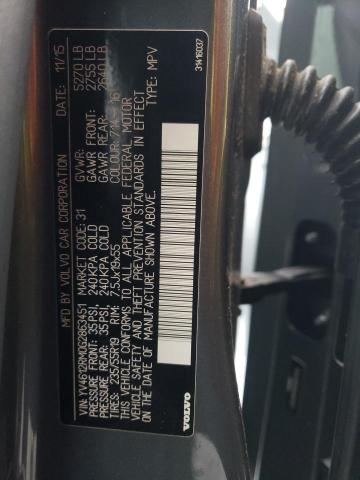 MFD BY VOLVO CAR CORPORATION DATE: 11/15
GVWR: 5270 LB
GAWR FRONT: 2755 LB
GAWR REAR: 2640 LB
VIN: YV4612RM0G2863451 MARKET CODE: 31 COLOUR:
PRESSURE FRONT: 35PSI, 240KPA COLD
PRESSURE REAR: 35PSI, 240KPA COLD
TIRES: 235/55R19 RIM: 7.5JX19X55
THIS VEHICLE CONFORMS TO ALL APPLICABLE FEDERAL MOTOR
VEHICLE SAFETY AND THEFT PREVENTION STANDARDS IN EFFECT
ON THE DATE OF MANUFACTURE SHOWN ABOVE.
TYPE: MPV
VOLVO
31416037